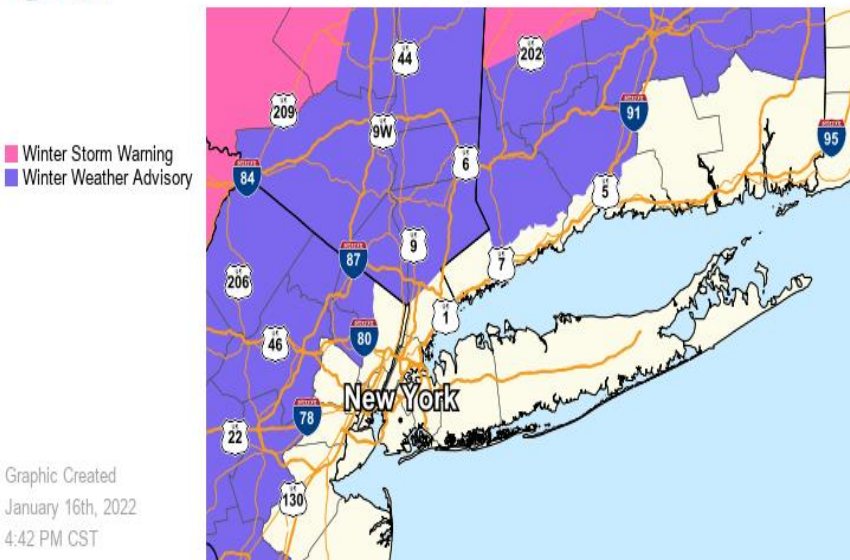 Winter Storm Warning
Winter Weather Advisory
Graphic Created
January 16th, 2022
4:42 PM CST
44
202
209
9W
91
95
6
84
5
9
87
7
206
1
80
46
New York
78
22
130